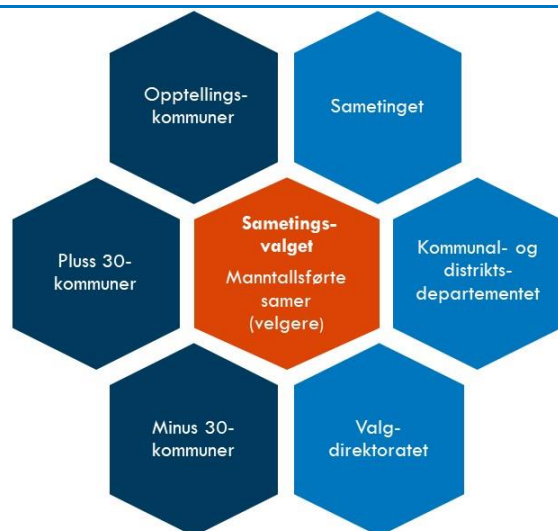 Opptellings-
kommuner
Sametinget
Pluss 30-
kommuner
Sametings-
valget
Manntallsførte
samer
(velgere)
Kommunal- og
distrikts-
departementet
Minus 30-
kommuner
Valg-
direktoratet